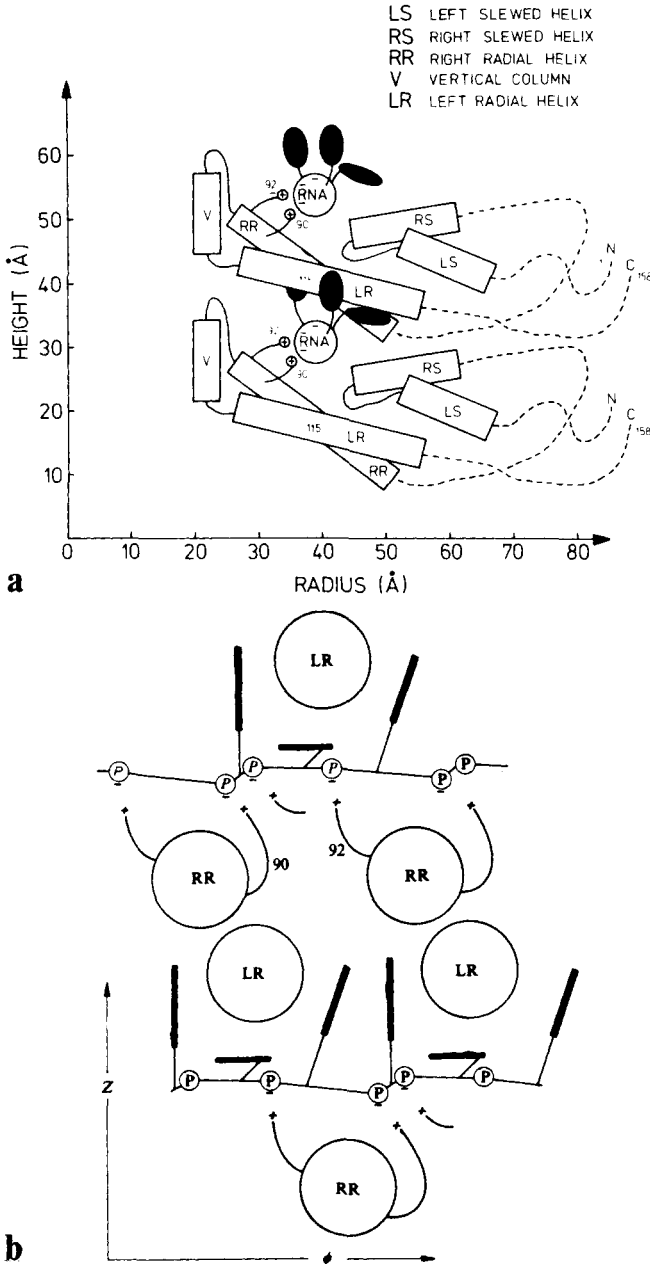 LS LEFT SLEWED HELIX
RS RIGHT SLEWED HELIX
RR RIGHT RADIAL HELIX
V VERTICAL COLUMN
LR LEFT RADIAL HELIX
60
50
40
30
20
10
HEIGHT (Å)
92
RNA
90
V
RR
RS
LS
LR
N
C
158
RNA
90
V
RS
LS
115
LR
RR
N
C
158
0
10
20
30
40
50
60
70
80
RADIUS (Å)
a
LR
P P P P P P
RR
90
92
RR
LR
LR
P P P P P
RR
Z
ϕ
b